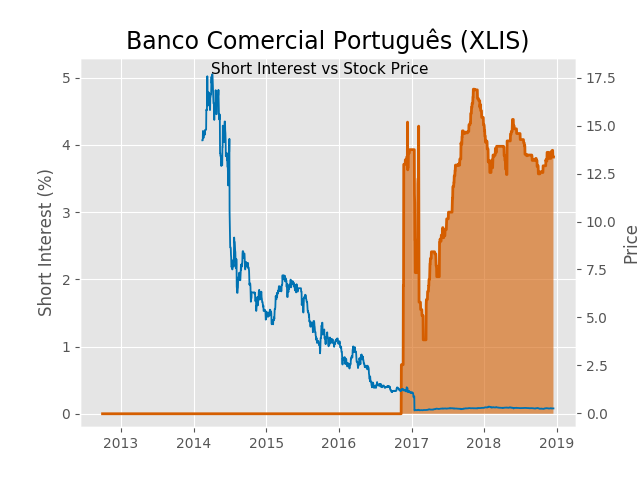 Banco Comercial Português (XLIS)
Short Interest vs Stock Price
Short Interest (%)
5
4
3
2
1
0
17.5
15.0
12.5
10.0
7.5
5.0
2.5
0.0
Price
2013 2014 2015 2016 2017 2018 2019